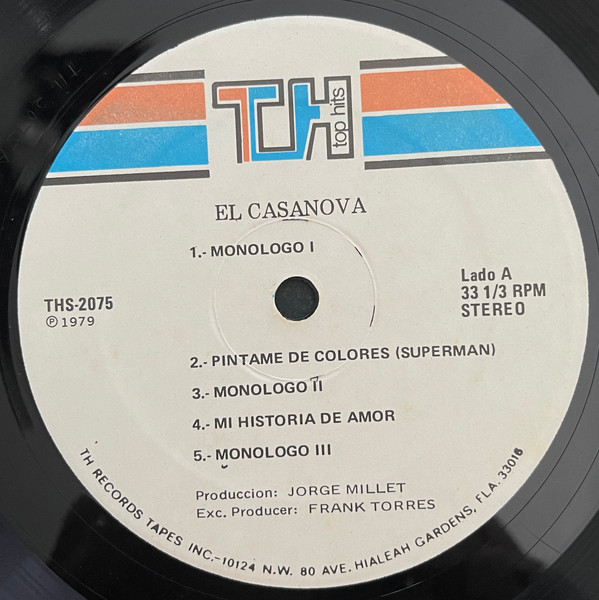 TH
top hits
EL CASANOVA
1.- MONOLOGO I
THS-2075
℗ 1979
Lado A
33 1/3 RPM
STEREO
2.- PINTAME DE COLORES (SUPERMAN)
3.- MONOLOGO II
4.- MI HISTORIA DE AMOR
5.- MONOLOGO III
Produccion: JORGE MILLET
Exc. Producer: FRANK TORRES
TH RECORDS TAPES INC.-10124 N.W. 80 AVE. HIALEAH GARDENS, FLA. 33016